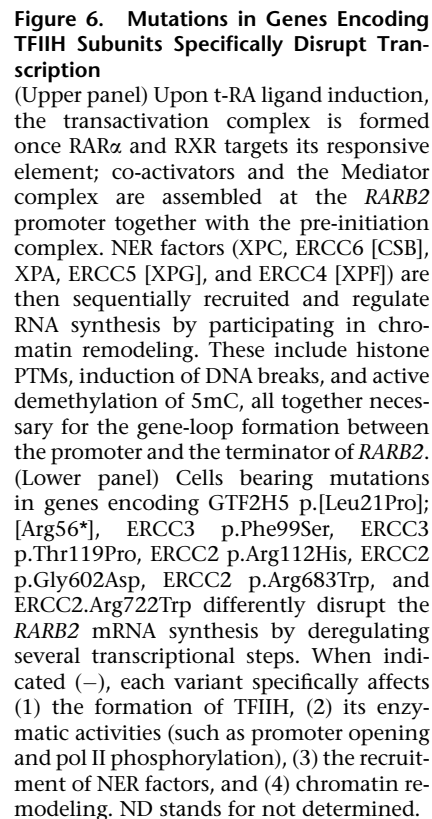 Figure 6. Mutations in Genes Encoding
TFIIH Subunits Specifically Disrupt Tran-
scription
(Upper panel) Upon t-RA ligand induction,
the transactivation complex is formed
once RARα and RXR targets its responsive
element; co-activators and the Mediator
complex are assembled at the RARB2
promoter together with the pre-initiation
complex. NER factors (XPC, ERCC6 [CSB],
XPA, ERCC5 [XPG], and ERCC4 [XPF]) are
then sequentially recruited and regulate
RNA synthesis by participating in chro-
matin remodeling. These include histone
PTMs, induction of DNA breaks, and active
demethylation of 5mC, all together neces-
sary for the gene-loop formation between
the promoter and the terminator of RARB2.
(Lower panel) Cells bearing mutations
in genes encoding GTF2H5 p.[Leu21Pro];
[Arg56*], ERCC3 p.Phe99Ser, ERCC3
p.Thr119Pro, ERCC2 p.Arg112His, ERCC2
p.Gly602Asp, ERCC2 p.Arg683Trp, and
ERCC2.Arg722Trp differently disrupt the
RARB2 mRNA synthesis by deregulating
several transcriptional steps. When indi-
cated (−), each variant specifically affects
(1) the formation of TFIIH, (2) its enzy-
matic activities (such as promoter opening
and pol II phosphorylation), (3) the recruit-
ment of NER factors, and (4) chromatin re-
modeling. ND stands for not determined.